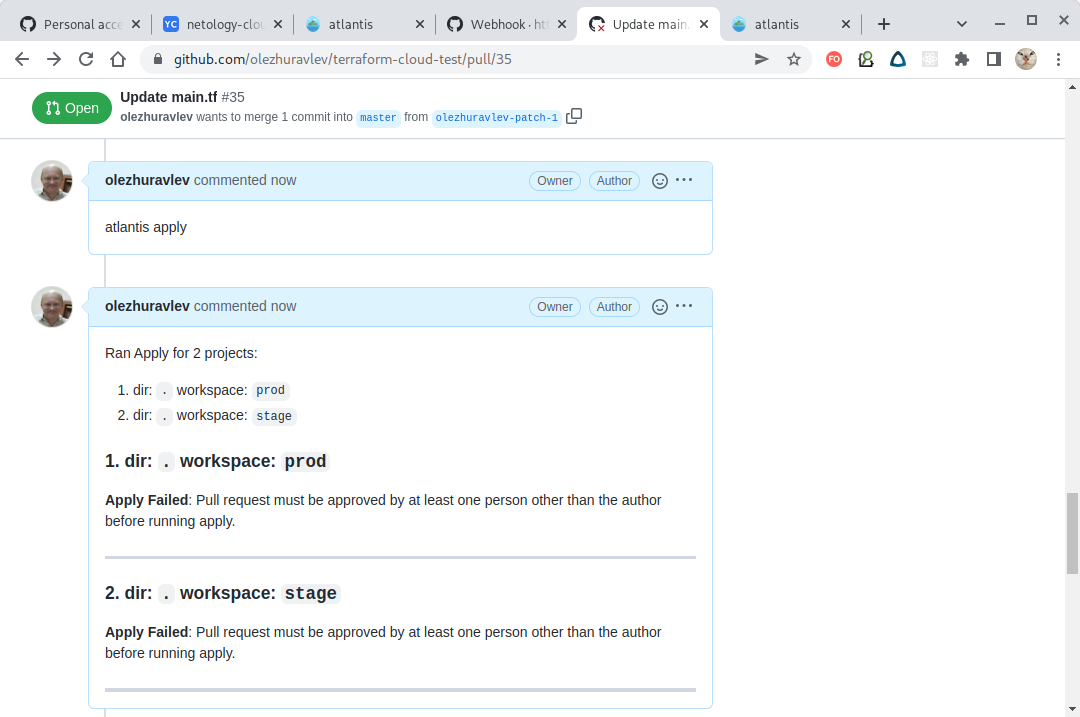 Personal acce
YC netology-clou
atlantis
Webhook · ht
Update main.
atlantis
github.com/olezhuravlev/terraform-cloud-test/pull/35
FO
Open
Update main.tf #35
olezhuravlev wants to merge 1 commit into master from olezhuravlev-patch-1
olezhuravlev commented now
Owner
Author
atlantis apply
olezhuravlev commented now
Owner
Author
Ran Apply for 2 projects:
1. dir: . workspace: prod
2. dir: . workspace: stage
1. dir: . workspace: prod
Apply Failed: Pull request must be approved by at least one person other than the author
before running apply.
2. dir: . workspace: stage
Apply Failed: Pull request must be approved by at least one person other than the author
before running apply.